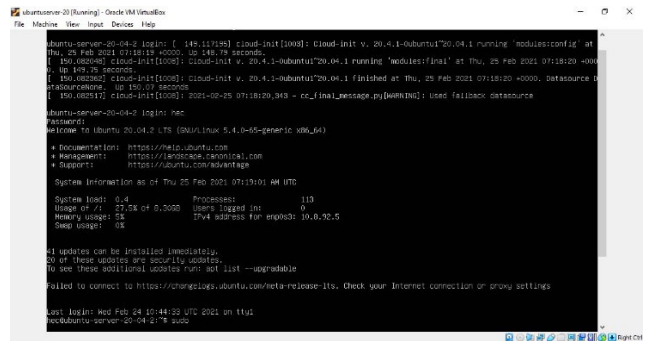 ubuntuserver-20 [Running] - Oracle VM VirtualBox
File Machine View Input Devices Help
ubuntu-server-20-04-2 login: [ 149.117195] cloud-init[1003]: Cloud-init v. 20.4.1-0ubuntu1~20.04.1 running 'modules:config' at
Thu, 25 Feb 2021 07:18:19 +0000. Up 148.79 seconds.
[ 150.082048] cloud-init[1008]: Cloud-init v. 20.4.1-0ubuntu1~20.04.1 running 'modules:final' at Thu, 25 Feb 2021 07:18:20 +000
0. Up 149.75 seconds.
[ 150.082362] cloud-init[1008]: Cloud-init v. 20.4.1-0ubuntu1~20.04.1 finished at Thu, 25 Feb 2021 07:18:20 +0000. Datasource D
ataSourceNone. Up 150.07 seconds
[ 150.082517] cloud-init[1008]: 2021-02-25 07:18:20,343 - cc_final_message.py[WARNING]: Used fallback datasource
ubuntu-server-20-04-2 login: hec
Password:
Welcome to Ubuntu 20.04.2 LTS (GNU/Linux 5.4.0-65-generic x86_64)
* Documentation: https://help.ubuntu.com
* Management: https://landscape.canonical.com
* Support: https://ubuntu.com/advantage
System information as of Thu 25 Feb 2021 07:19:01 AM UTC
System load: 0.4 Processes: 113
Usage of /: 27.5% of 8.30GB Users logged in: 0
Memory usage: 5% IPv4 address for enp0s3: 10.8.92.5
Swap usage: 0%
41 updates can be installed immediately.
20 of these updates are security updates.
To see these additional updates run: apt list --upgradable
Failed to connect to https://changelogs.ubuntu.com/meta-release-lts. Check your Internet connection or proxy settings
Last login: Wed Feb 24 10:44:33 UTC 2021 on tty1
hec@ubuntu-server-20-04-2:~$ sudo
Right Ctrl